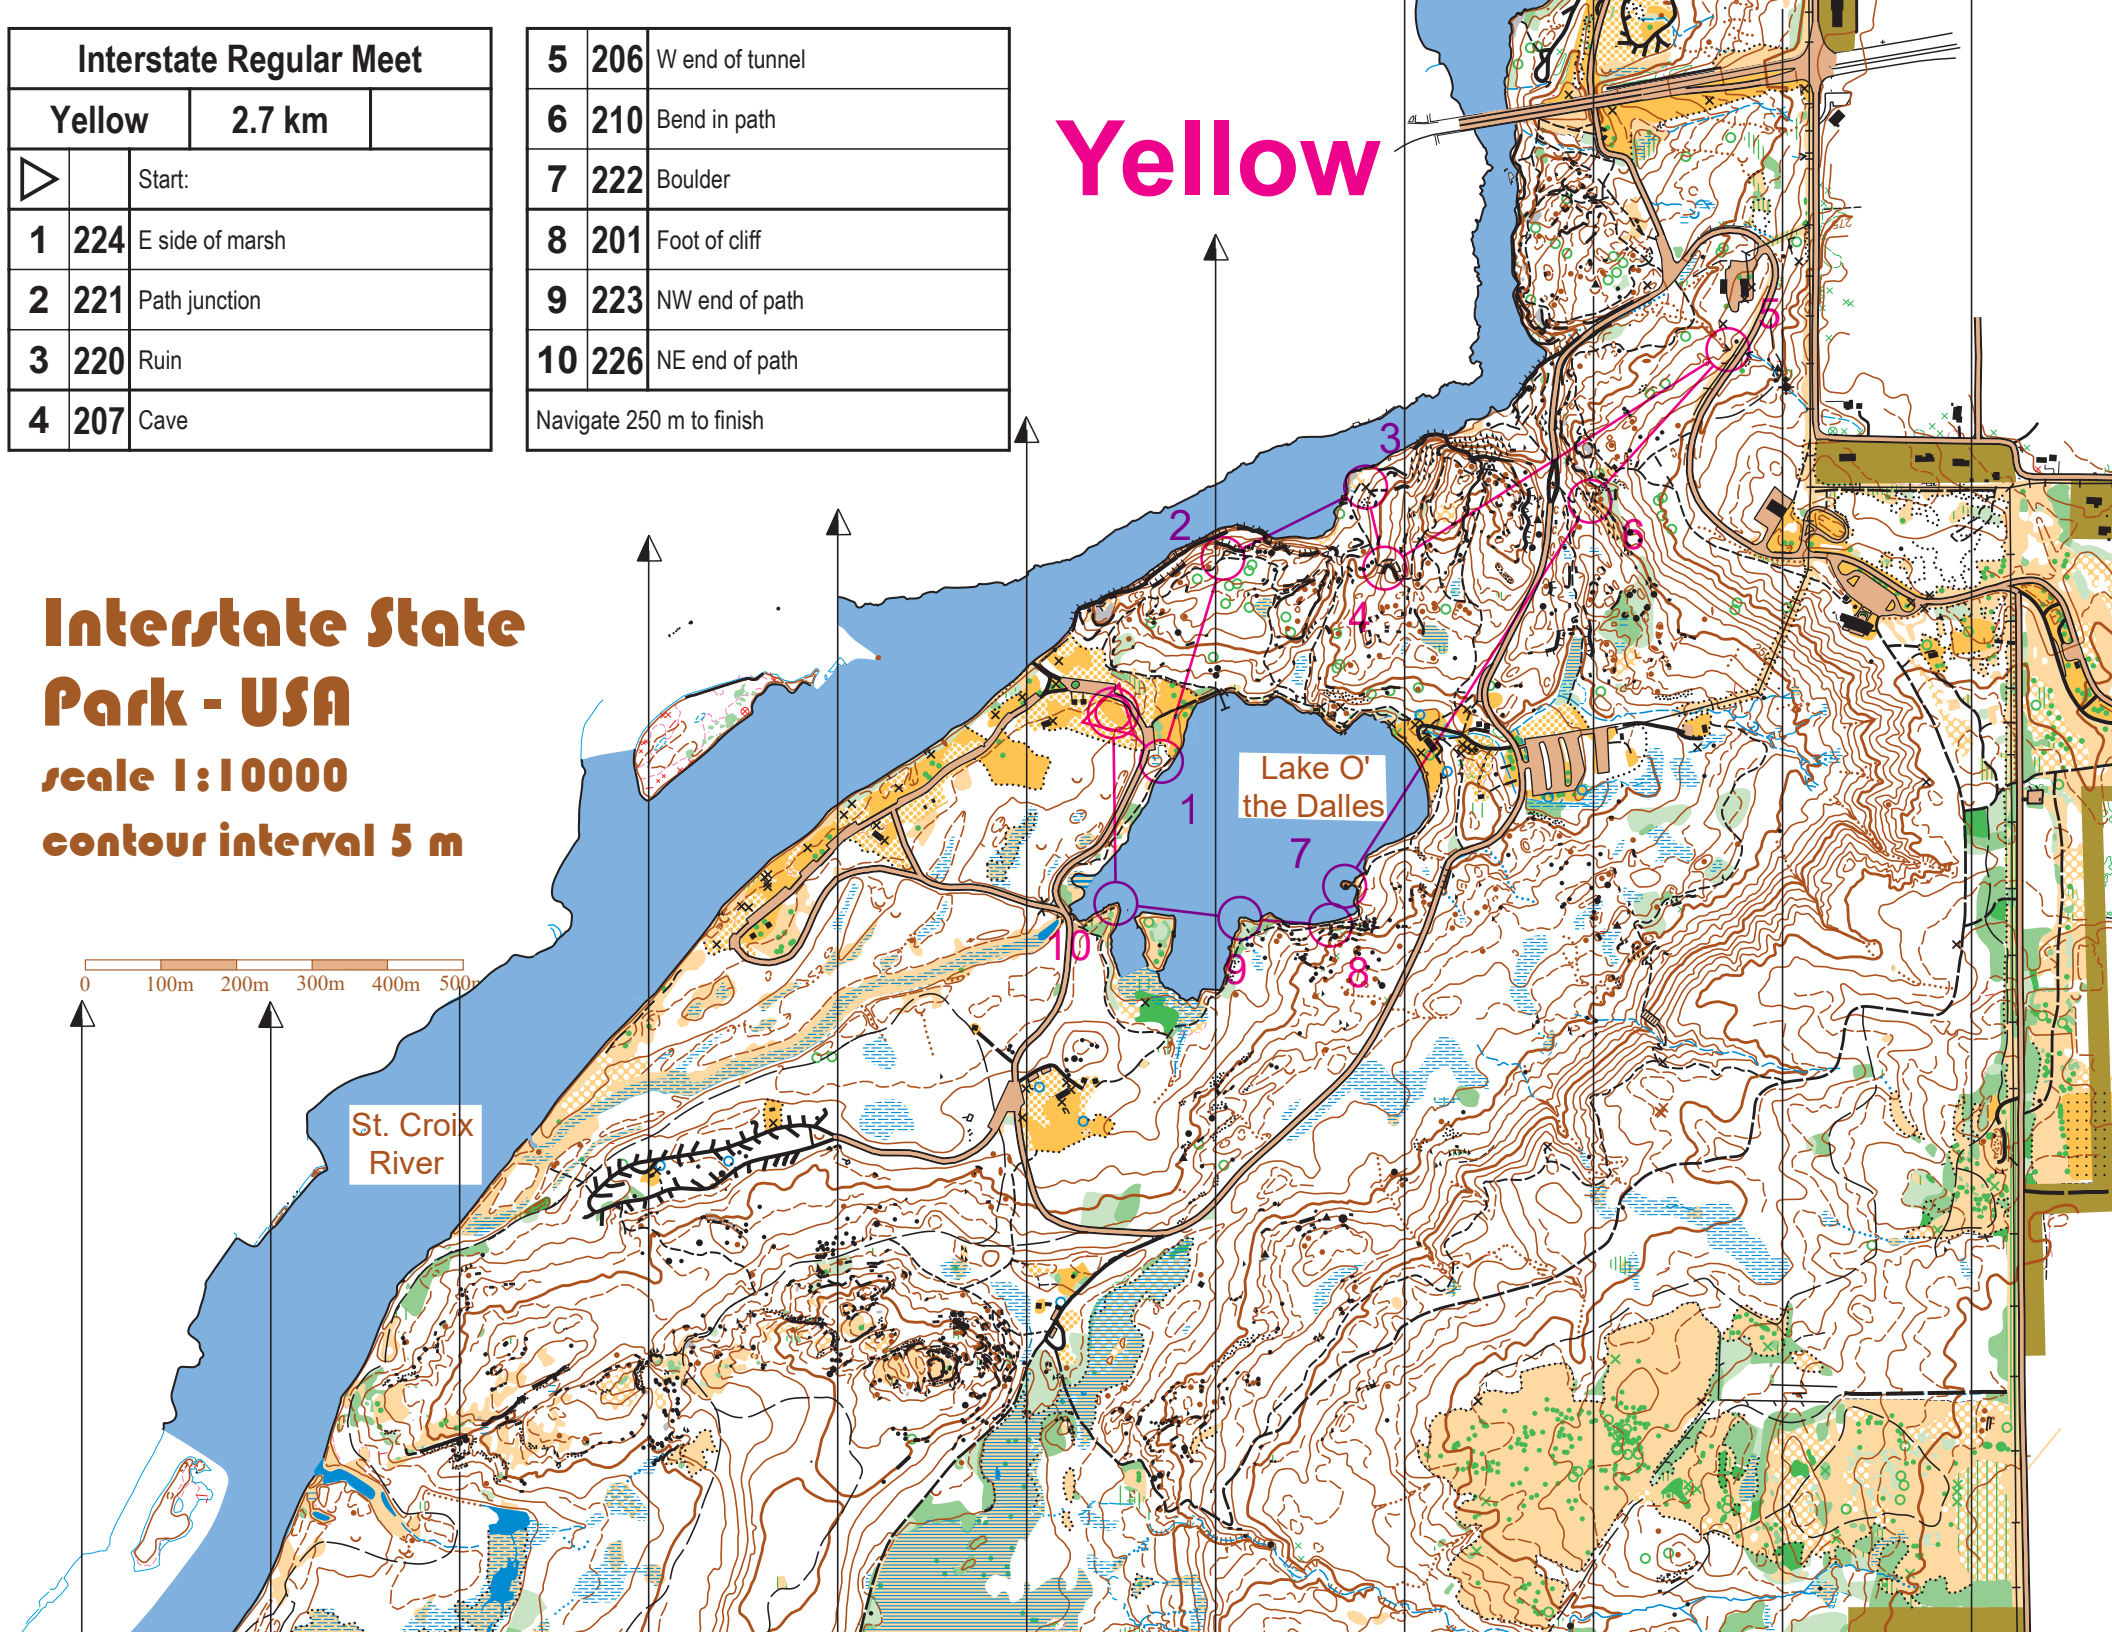 Interstate Regular Meet
Yellow 2.7 km
Start:
1 224 E side of marsh
2 221 Path junction
3 220 Ruin
4 207 Cave
5 206 W end of tunnel
6 210 Bend in path
7 222 Boulder
8 201 Foot of cliff
9 223 NW end of path
10 226 NE end of path
Navigate 250 m to finish
Yellow
Interstate State
Park - USA
scale 1:10000
contour interval 5 m
0 100m 200m 300m 400m 500m
St. Croix
River
Lake O'
the Dalles
5
3
2
6
4
1
7
10
9
8
275